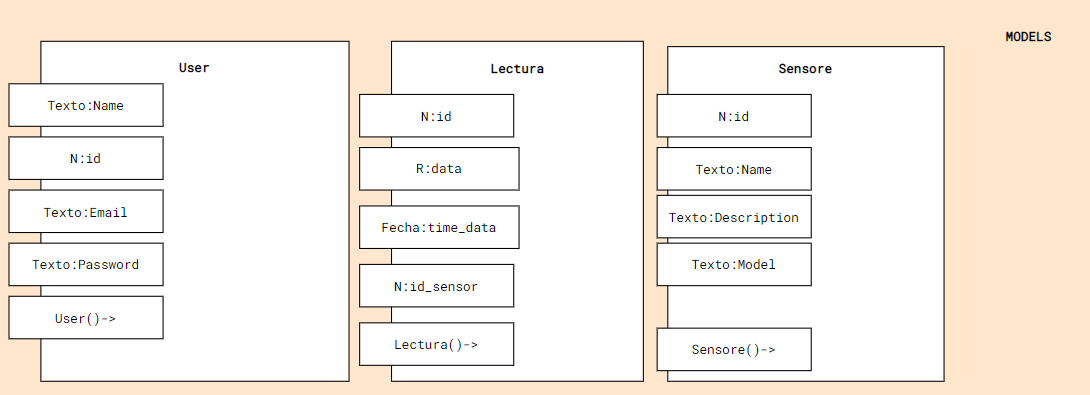 MODELS
User
Texto:Name
N:id
Texto:Email
Texto:Password
User()->
Lectura
N:id
R:data
Fecha:time_data
N:id_sensor
Lectura()->
Sensore
N:id
Texto:Name
Texto:Description
Texto:Model
Sensore()->